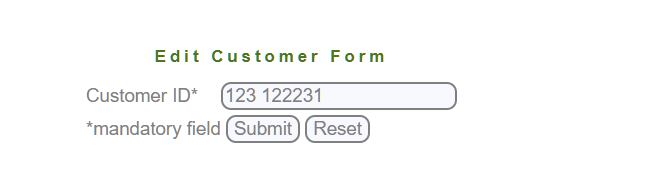 Edit Customer Form
Customer ID* 123 122231
*mandatory field Submit Reset